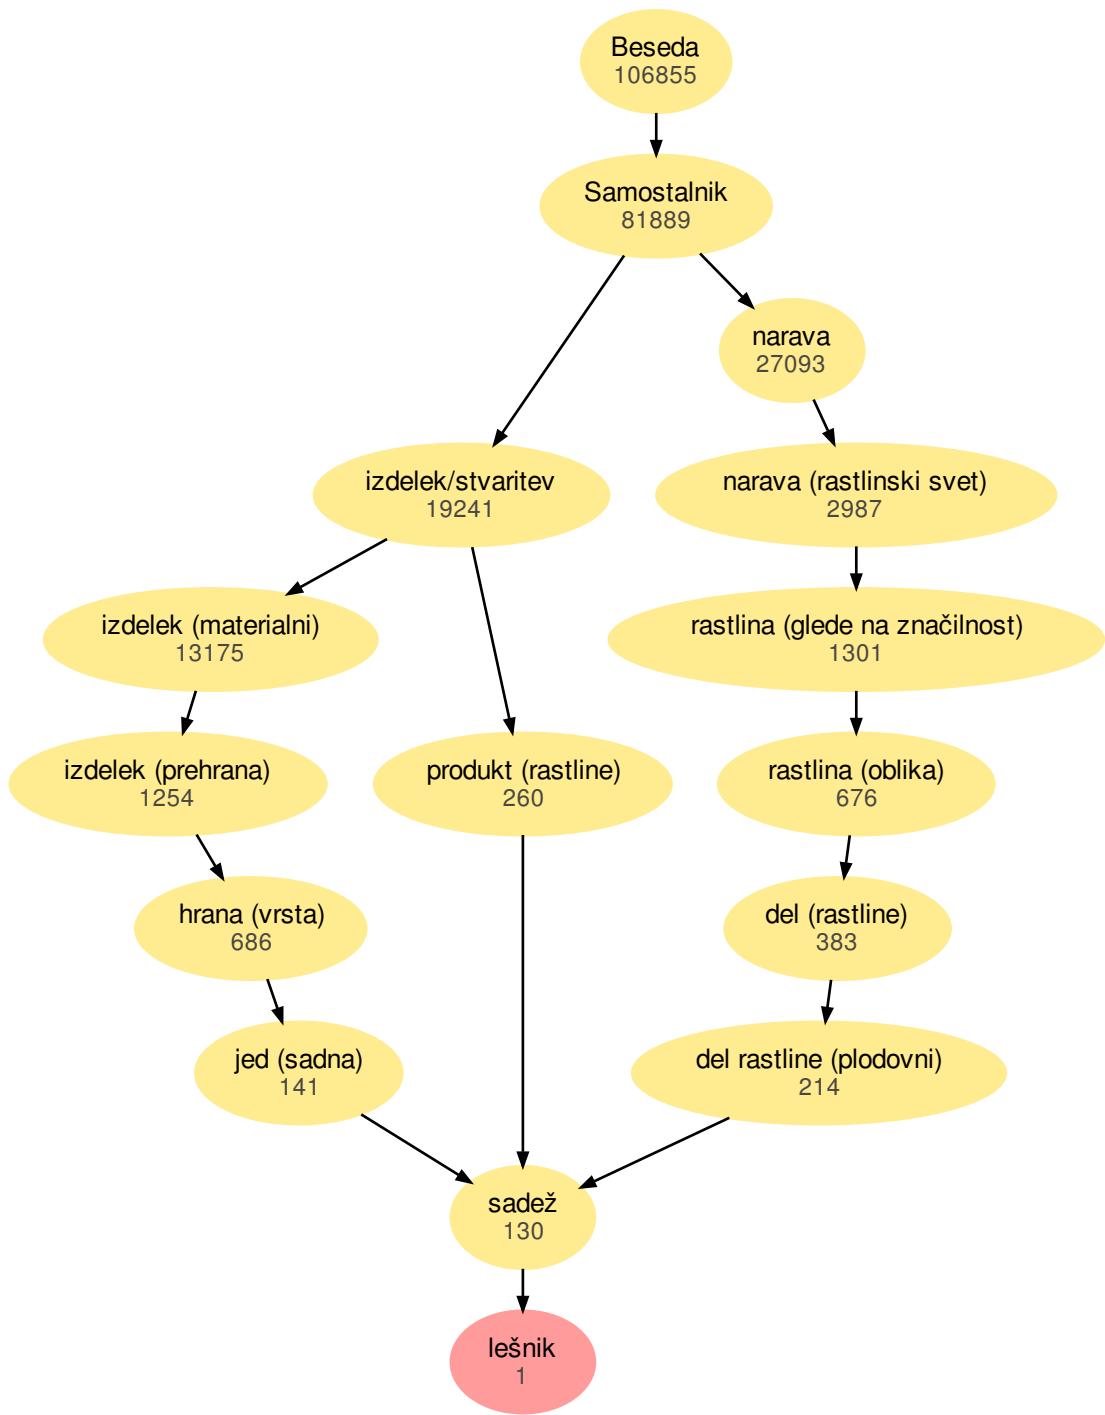 Beseda
106855
Samostalnik
81889
narava
27093
izdelek/stvaritev
19241
narava (rastlinski svet)
2987
izdelek (materialni)
13175
rastlina (glede na značilnost)
1301
izdelek (prehrana)
1254
produkt (rastline)
260
rastlina (oblika)
676
hrana (vrsta)
686
del (rastline)
383
jed (sadna)
141
del rastline (plodovni)
214
sadež
130
lešnik
1